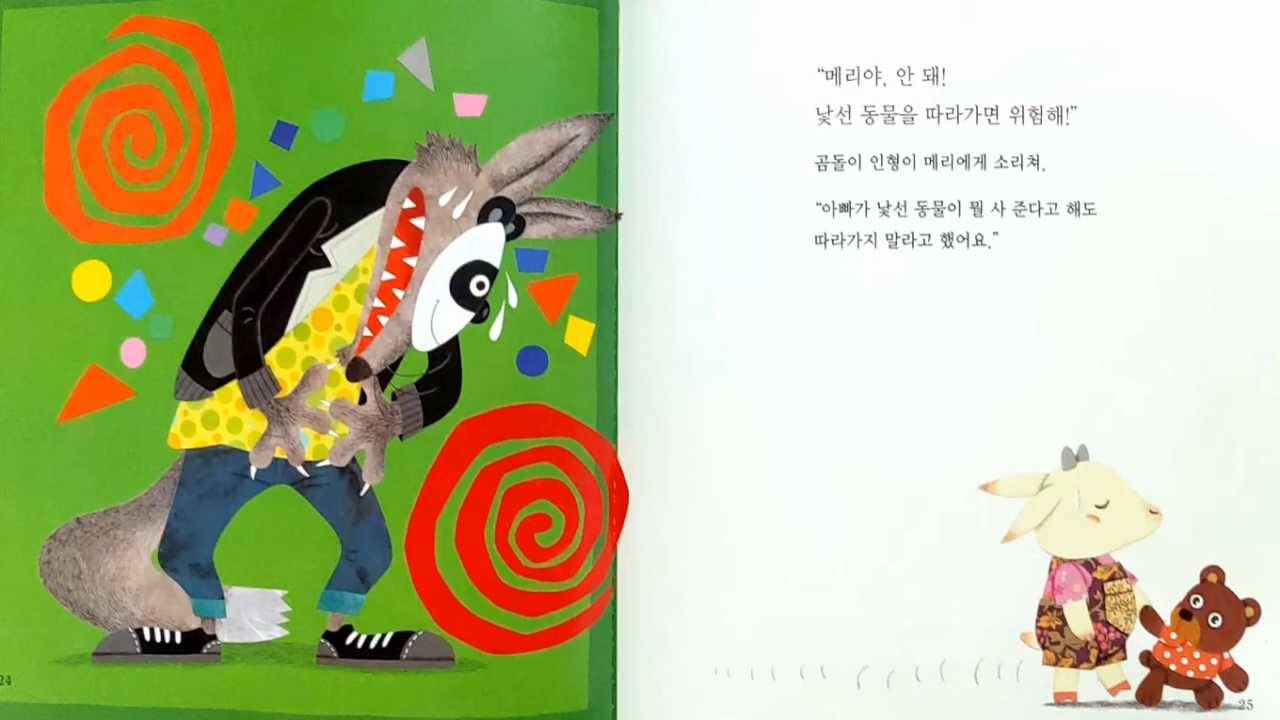 “메리야, 안 돼!
낯선 동물을 따라가면 위험해!”
곰돌이 인형이 메리에게 소리쳐.
“아빠가 낯선 동물이 뭘 사 준다고 해도
따라가지 말라고 했어요.”
24
25